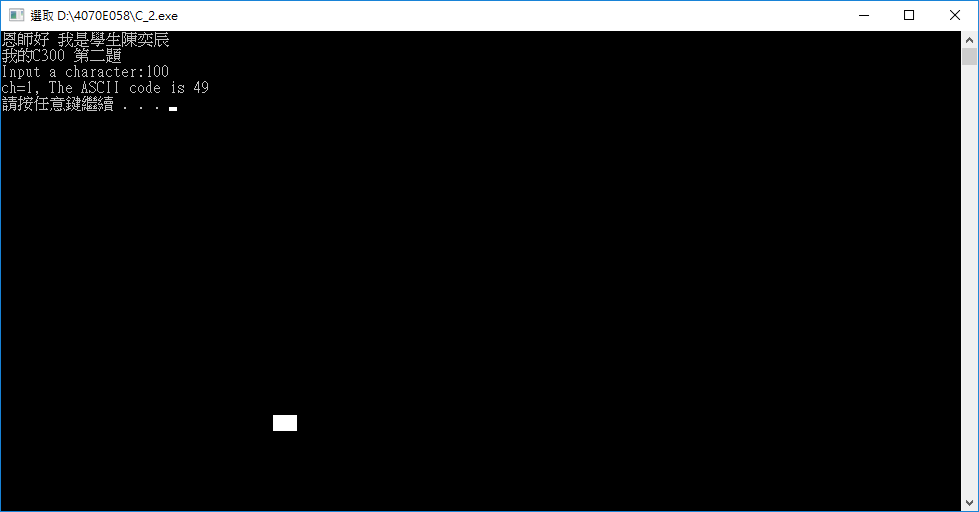 選取 D:\4070E058\C_2.exe
恩師好 我是學生陳奕辰
我的C300 第二題
Input a character:100
ch=1, The ASCII code is 49
請按任意鍵繼續 . . .